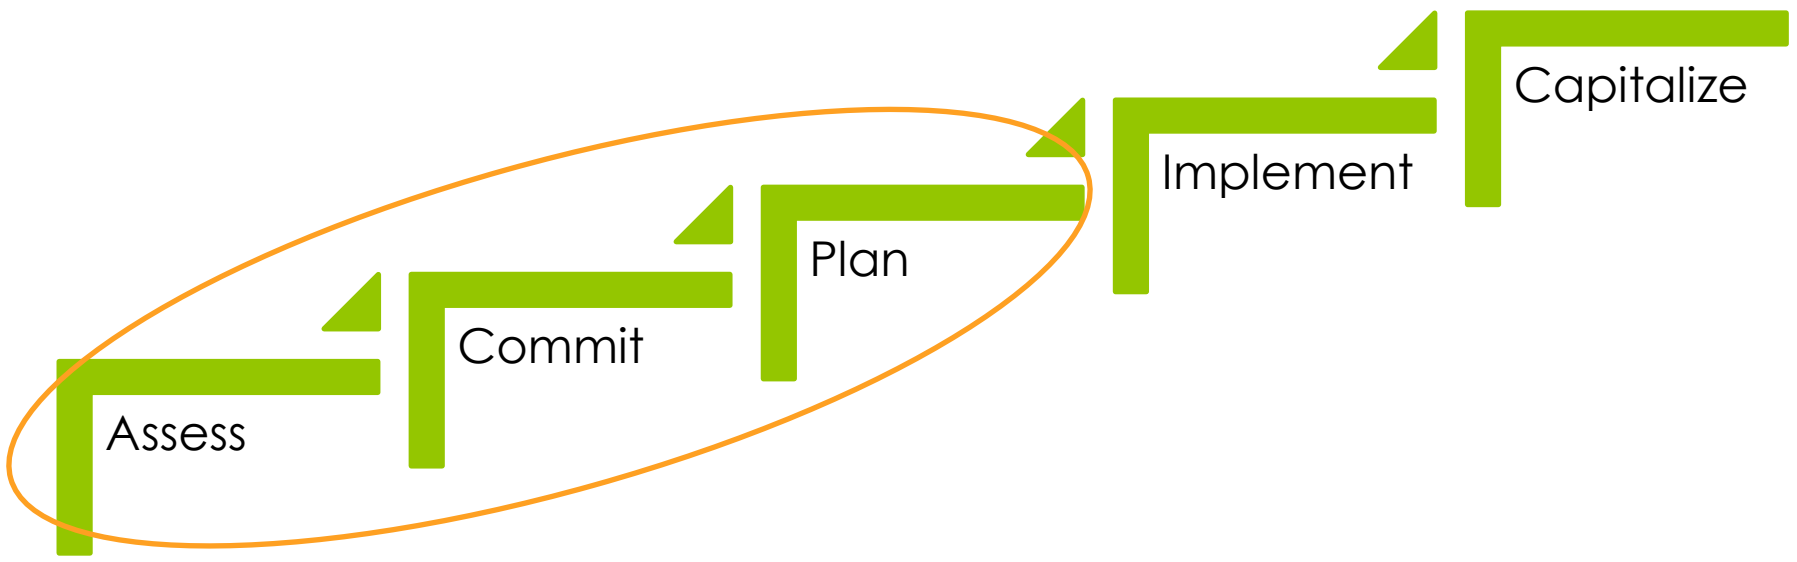 Assess
Commit
Plan
Implement
Capitalize